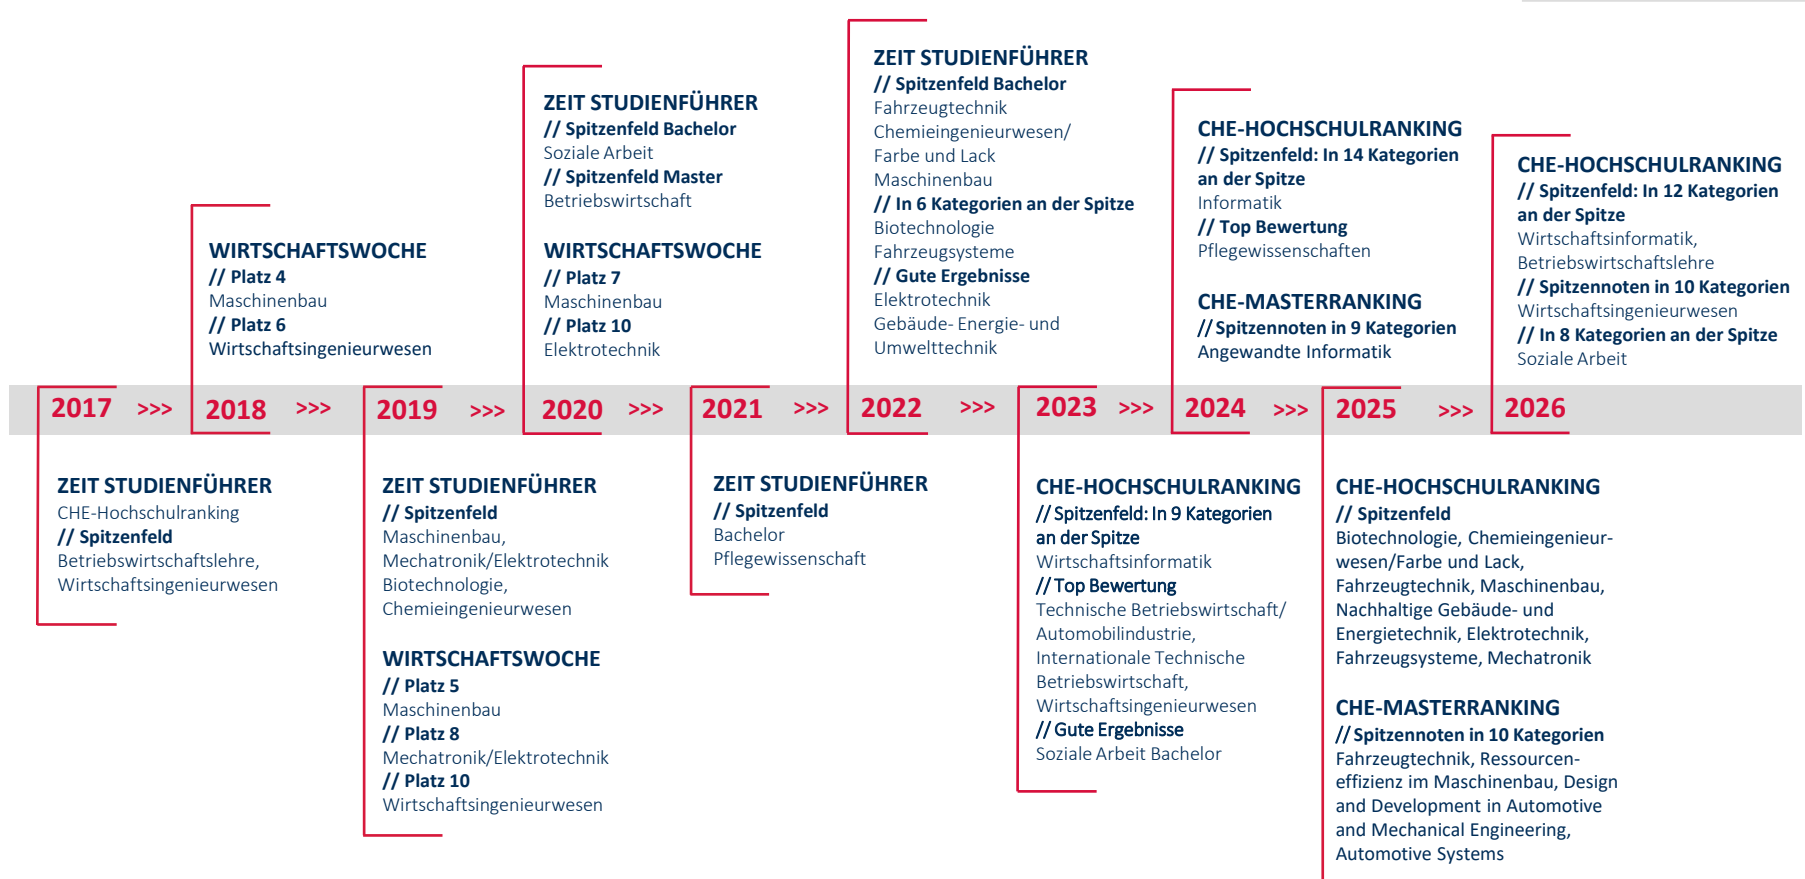 ZEIT STUDIENFÜHRER
// Spitzenfeld Bachelor
Fahrzeugtechnik
Chemieingenieurwesen/
Farbe und Lack
Maschinenbau
// In 6 Kategorien an der Spitze
Biotechnologie
Fahrzeugsysteme
// Gute Ergebnisse
Elektrotechnik
Gebäude- Energie- und
Umwelttechnik
ZEIT STUDIENFÜHRER
// Spitzenfeld Bachelor
Soziale Arbeit
// Spitzenfeld Master
Betriebswirtschaft
WIRTSCHAFTSWOCHE
// Platz 7
Maschinenbau
// Platz 10
Elektrotechnik
CHE-HOCHSCHULRANKING
// Spitzenfeld: In 14 Kategorien
an der Spitze
Informatik
// Top Bewertung
Pflegewissenschaften
CHE-MASTERRANKING
// Spitzennoten in 9 Kategorien
Angewandte Informatik
CHE-HOCHSCHULRANKING
// Spitzenfeld: In 12 Kategorien
an der Spitze
Wirtschaftsinformatik,
Betriebswirtschaftslehre
// Spitzennoten in 10 Kategorien
Wirtschaftsingenieurwesen
// In 8 Kategorien an der Spitze
Soziale Arbeit
WIRTSCHAFTSWOCHE
// Platz 4
Maschinenbau
// Platz 6
Wirtschaftsingenieurwesen
2017 >>> 2018 >>> 2019 >>> 2020 >>> 2021 >>> 2022 >>> 2023 >>> 2024 >>> 2025 >>> 2026
ZEIT STUDIENFÜHRER
CHE-Hochschulranking
// Spitzenfeld
Betriebswirtschaftslehre,
Wirtschaftsingenieurwesen
ZEIT STUDIENFÜHRER
// Spitzenfeld
Maschinenbau,
Mechatronik/Elektrotechnik
Biotechnologie,
Chemieingenieurwesen
WIRTSCHAFTSWOCHE
// Platz 5
Maschinenbau
// Platz 8
Mechatronik/Elektrotechnik
// Platz 10
Wirtschaftsingenieurwesen
ZEIT STUDIENFÜHRER
// Spitzenfeld
Bachelor
Pflegewissenschaft
CHE-HOCHSCHULRANKING
// Spitzenfeld: In 9 Kategorien
an der Spitze
Wirtschaftsinformatik
// Top Bewertung
Technische Betriebswirtschaft/
Automobilindustrie,
Internationale Technische
Betriebswirtschaft,
Wirtschaftsingenieurwesen
// Gute Ergebnisse
Soziale Arbeit Bachelor
CHE-HOCHSCHULRANKING
// Spitzenfeld
Biotechnologie, Chemieingenieur-
wesen/Farbe und Lack,
Fahrzeugtechnik, Maschinenbau,
Nachhaltige Gebäude- und
Energietechnik, Elektrotechnik,
Fahrzeugsysteme, Mechatronik
CHE-MASTERRANKING
// Spitzennoten in 10 Kategorien
Fahrzeugtechnik, Ressourcen-
effizienz im Maschinenbau, Design
and Development in Automotive
and Mechanical Engineering,
Automotive Systems